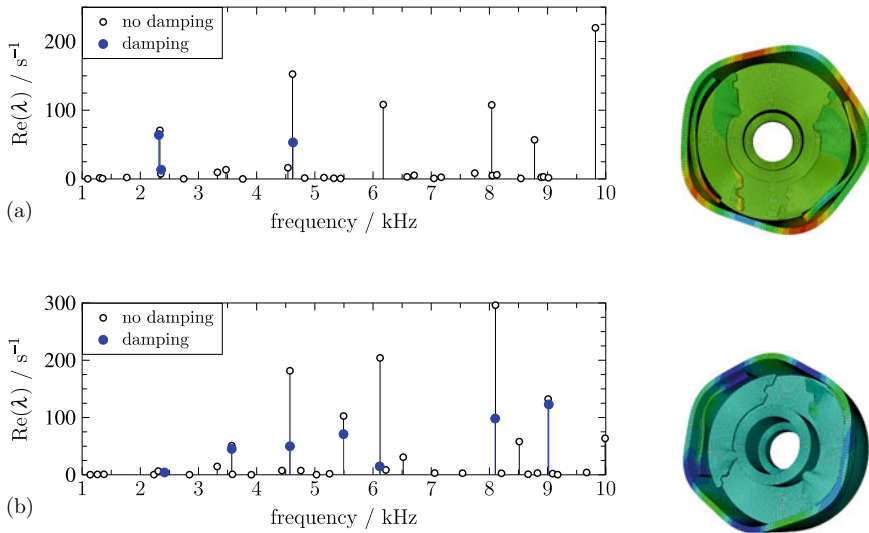 250
200
no damping
damping
Re(λ) / s⁻¹
100
0
1 2 3 4 5 6 7 8 9 10
(a)
frequency / kHz
300
no damping
damping
200
Re(λ) / s⁻¹
100
0
1 2 3 4 5 6 7 8 9 10
(b)
frequency / kHz